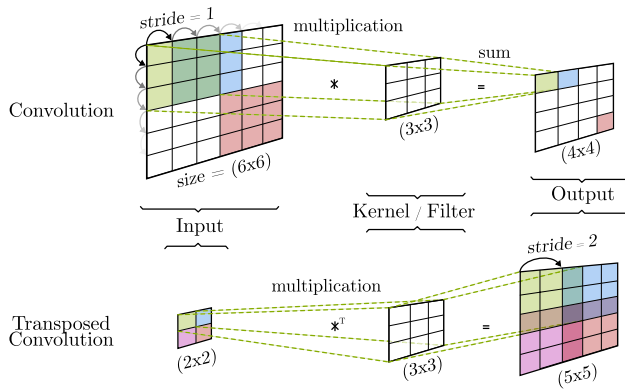 stride = 1
multiplication
sum
Convolution
*
=
(3x3)
(4x4)
size = (6x6)
Input
Kernel / Filter
Output
stride = 2
multiplication
Transposed
Convolution
*T
=
(2x2)
(3x3)
(5x5)